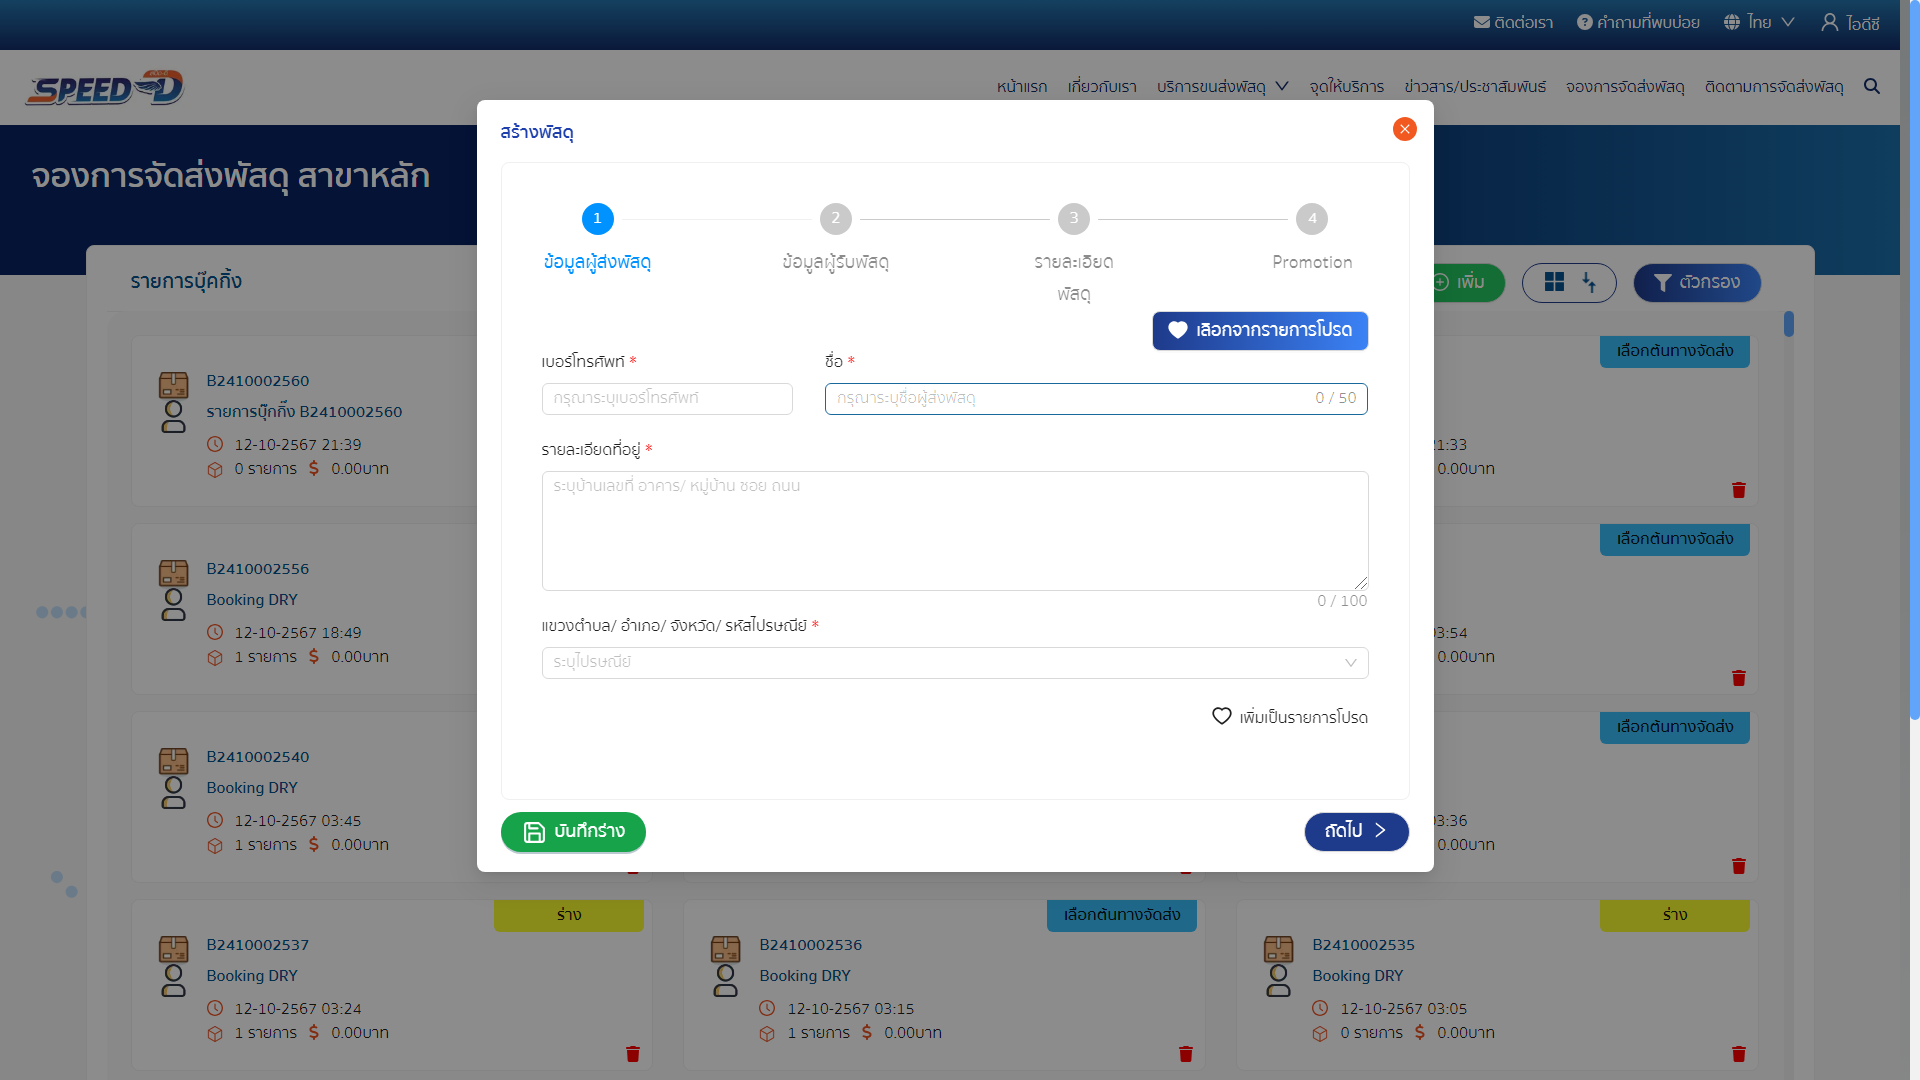 ติดต่อเรา คำถามที่พบบ่อย ไทย ไอดีซี
SPEED-D
หน้าแรก เกี่ยวกับเรา บริการขนส่งพัสดุ จุดให้บริการ ข่าวสาร/ประชาสัมพันธ์ จองการจัดส่งพัสดุ ติดตามการจัดส่งพัสดุ
จองการจัดส่งพัสดุ สาขาหลัก
รายการบุ๊คกิ้ง
เพิ่ม
ตัวกรอง
สร้างพัสดุ
1 2 3 4
ข้อมูลผู้ส่งพัสดุ ข้อมูลผู้รับพัสดุ รายละเอียด Promotion
พัสดุ
เลือกจากรายการโปรด
เบอร์โทรศัพท์ * ชื่อ *
กรุณาระบุเบอร์โทรศัพท์ กรุณาระบุชื่อผู้ส่งพัสดุ 0 / 50
รายละเอียดที่อยู่ *
ระบุบ้านเลขที่ อาคาร/ หมู่บ้าน ซอย ถนน
0 / 100
แขวงตำบล/ อำเภอ/ จังหวัด/ รหัสไปรษณีย์ *
ระบุไปรษณีย์
เพิ่มเป็นรายการโปรด
บันทึกร่าง ถัดไป
B2410002560
รายการบุ๊กกิ๊ง B2410002560
12-10-2567 21:39
0 รายการ $ 0.00บาท
เลือกต้นทางจัดส่ง
1:33
0.00บาท
B2410002556
Booking DRY
12-10-2567 18:49
1 รายการ $ 0.00บาท
เลือกต้นทางจัดส่ง
3:54
0.00บาท
B2410002540
Booking DRY
12-10-2567 03:45
1 รายการ $ 0.00บาท
เลือกต้นทางจัดส่ง
3:36
0.00บาท
ร่าง
B2410002537
Booking DRY
12-10-2567 03:24
1 รายการ $ 0.00บาท
เลือกต้นทางจัดส่ง
B2410002536
Booking DRY
12-10-2567 03:15
1 รายการ $ 0.00บาท
ร่าง
B2410002535
Booking DRY
12-10-2567 03:05
0 รายการ $ 0.00บาท